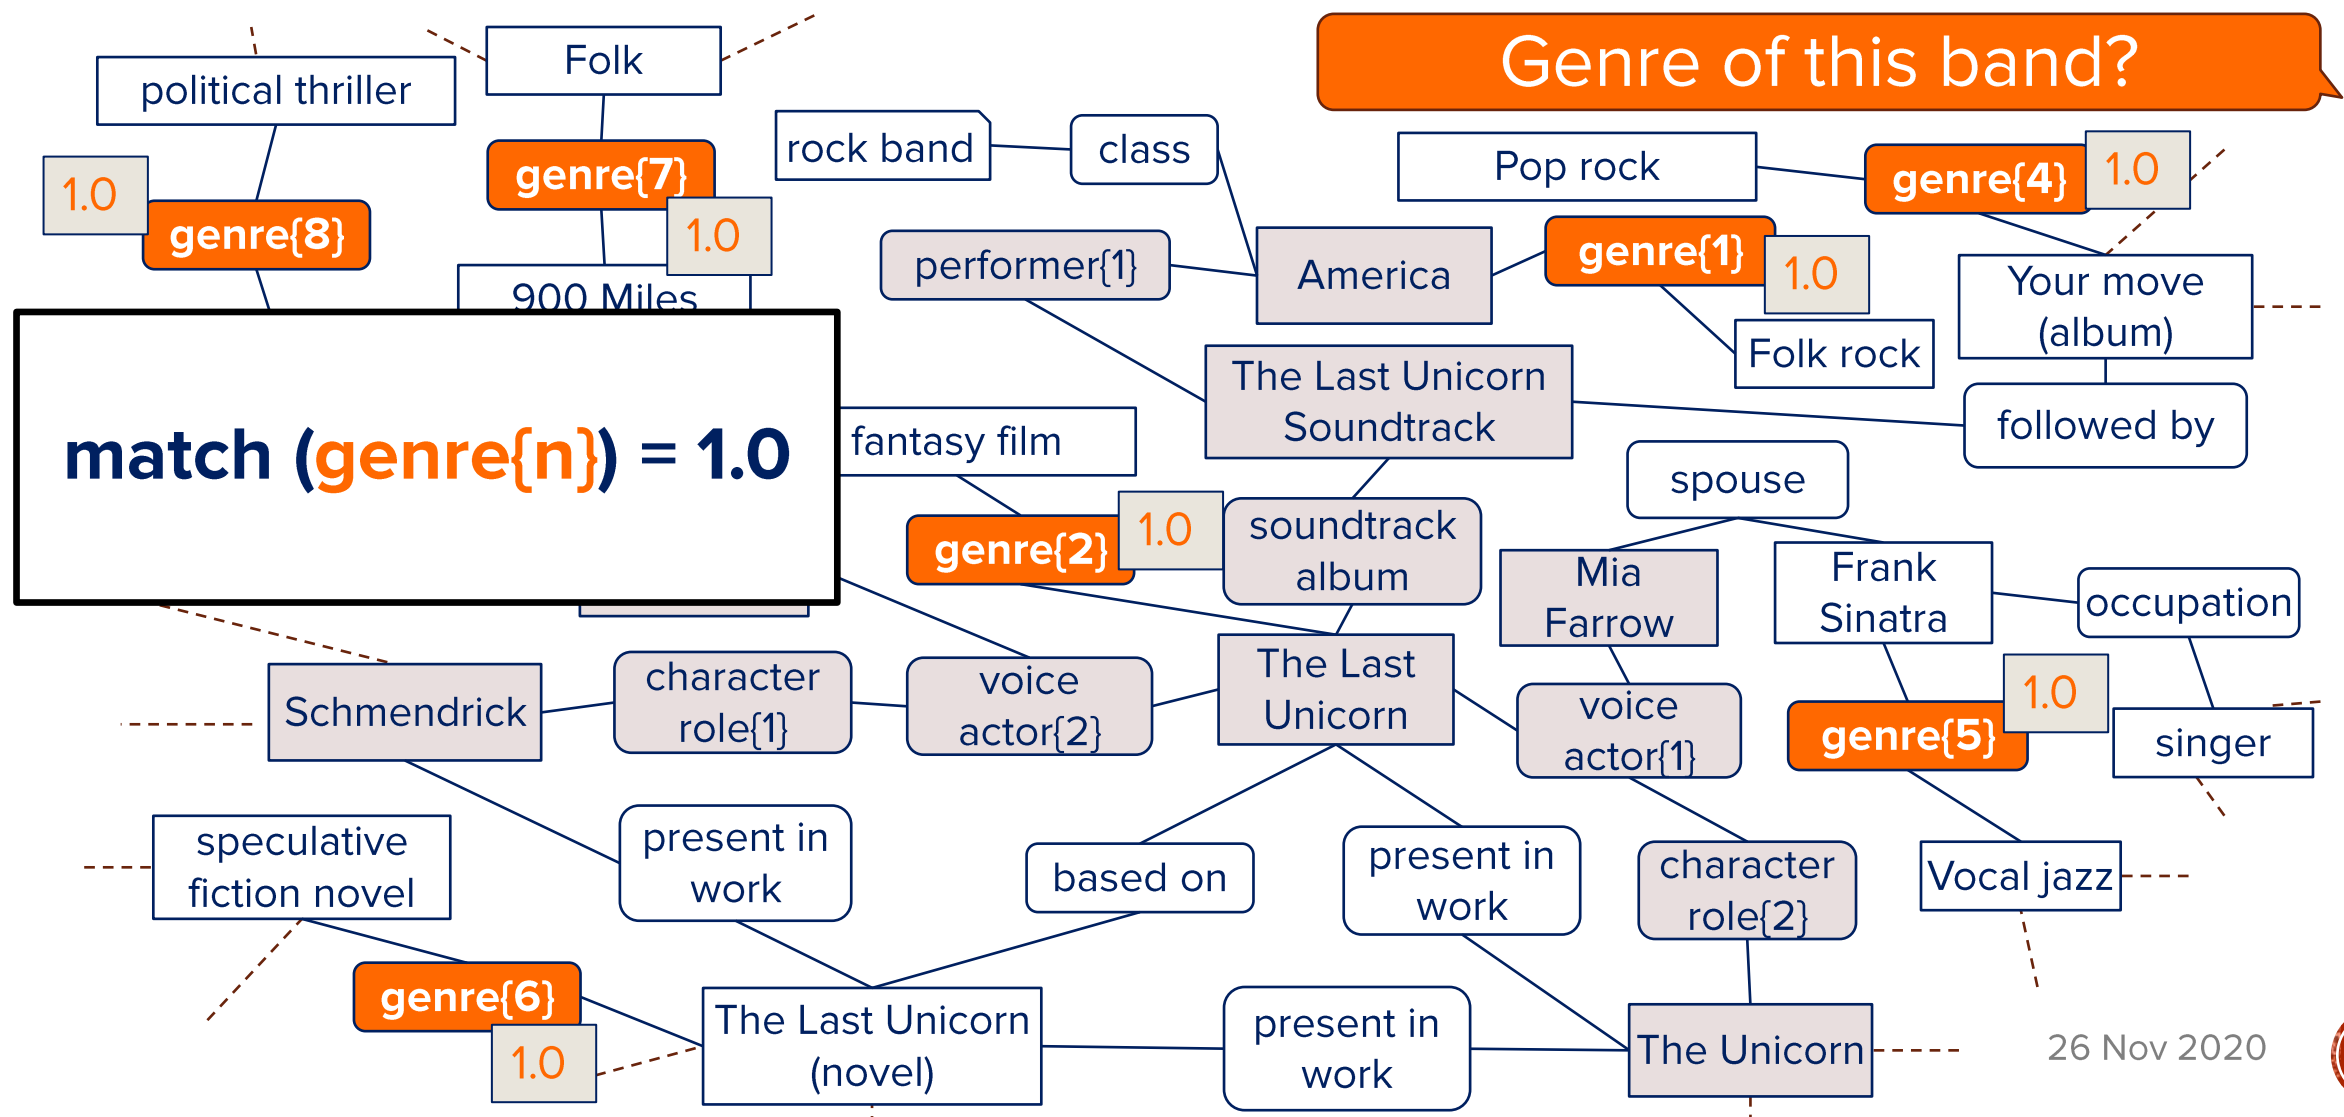 Genre of this band?
political thriller
Folk
1.0
genre{8}
genre{7}
1.0
900 Miles
rock band
class
performer{1}
America
Pop rock
genre{4}
1.0
genre{1}
1.0
Folk rock
Your move
(album)
The Last Unicorn
Soundtrack
followed by
match (genre{n}) = 1.0
fantasy film
genre{2}
1.0
soundtrack
album
spouse
Mia
Farrow
Frank
Sinatra
occupation
Schmendrick
character
role{1}
voice
actor{2}
The Last
Unicorn
voice
actor{1}
genre{5}
1.0
singer
speculative
fiction novel
present in
work
based on
present in
work
character
role{2}
Vocal jazz
genre{6}
1.0
The Last Unicorn
(novel)
present in
work
The Unicorn
26 Nov 2020